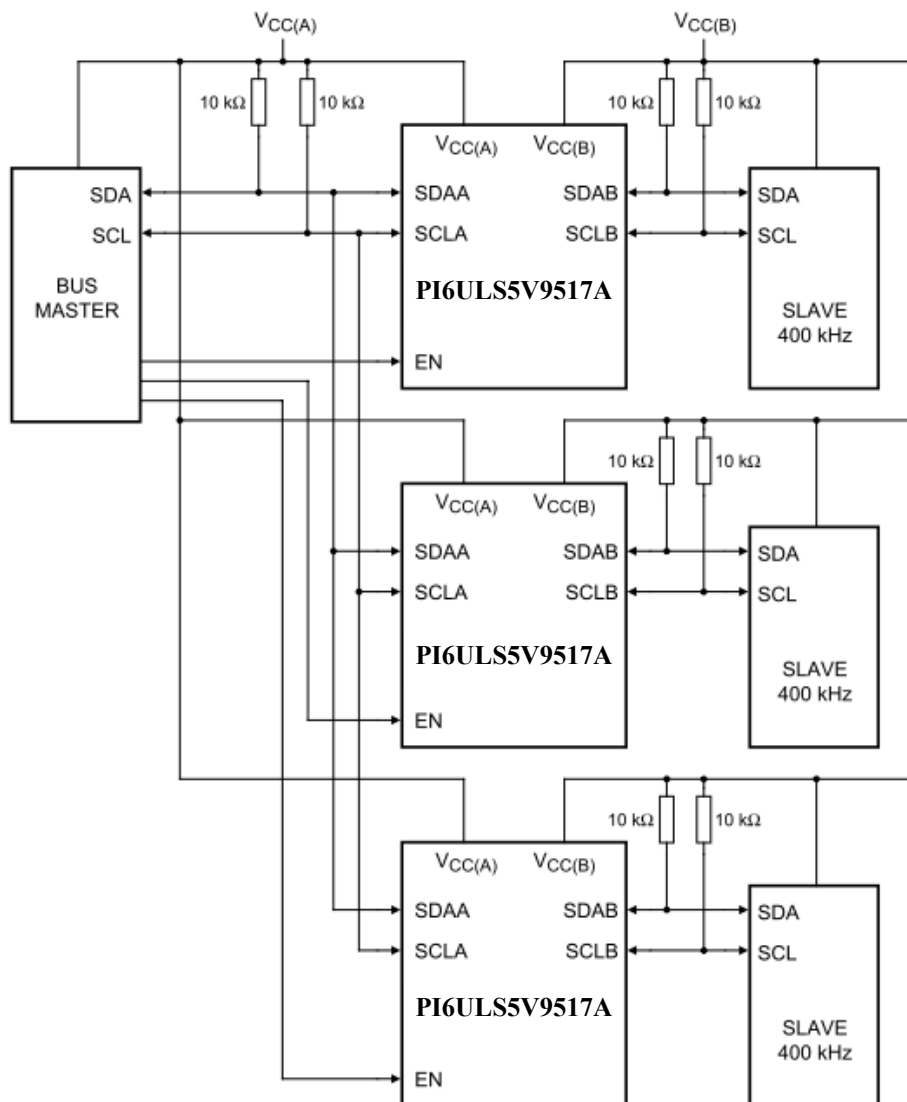 VCC(A)
VCC(B)
10 kΩ
10 kΩ
10 kΩ
10 kΩ
VCC(A)
VCC(B)
SDA
SCL
BUS
MASTER
SDAA
SCLA
SDAB
SCLB
PI6ULS5V9517A
EN
SDA
SCL
SLAVE
400 kHz
10 kΩ
10 kΩ
VCC(A)
VCC(B)
SDAA
SCLA
SDAB
SCLB
PI6ULS5V9517A
EN
SDA
SCL
SLAVE
400 kHz
10 kΩ
10 kΩ
VCC(A)
VCC(B)
SDAA
SCLA
SDAB
SCLB
PI6ULS5V9517A
EN
SDA
SCL
SLAVE
400 kHz